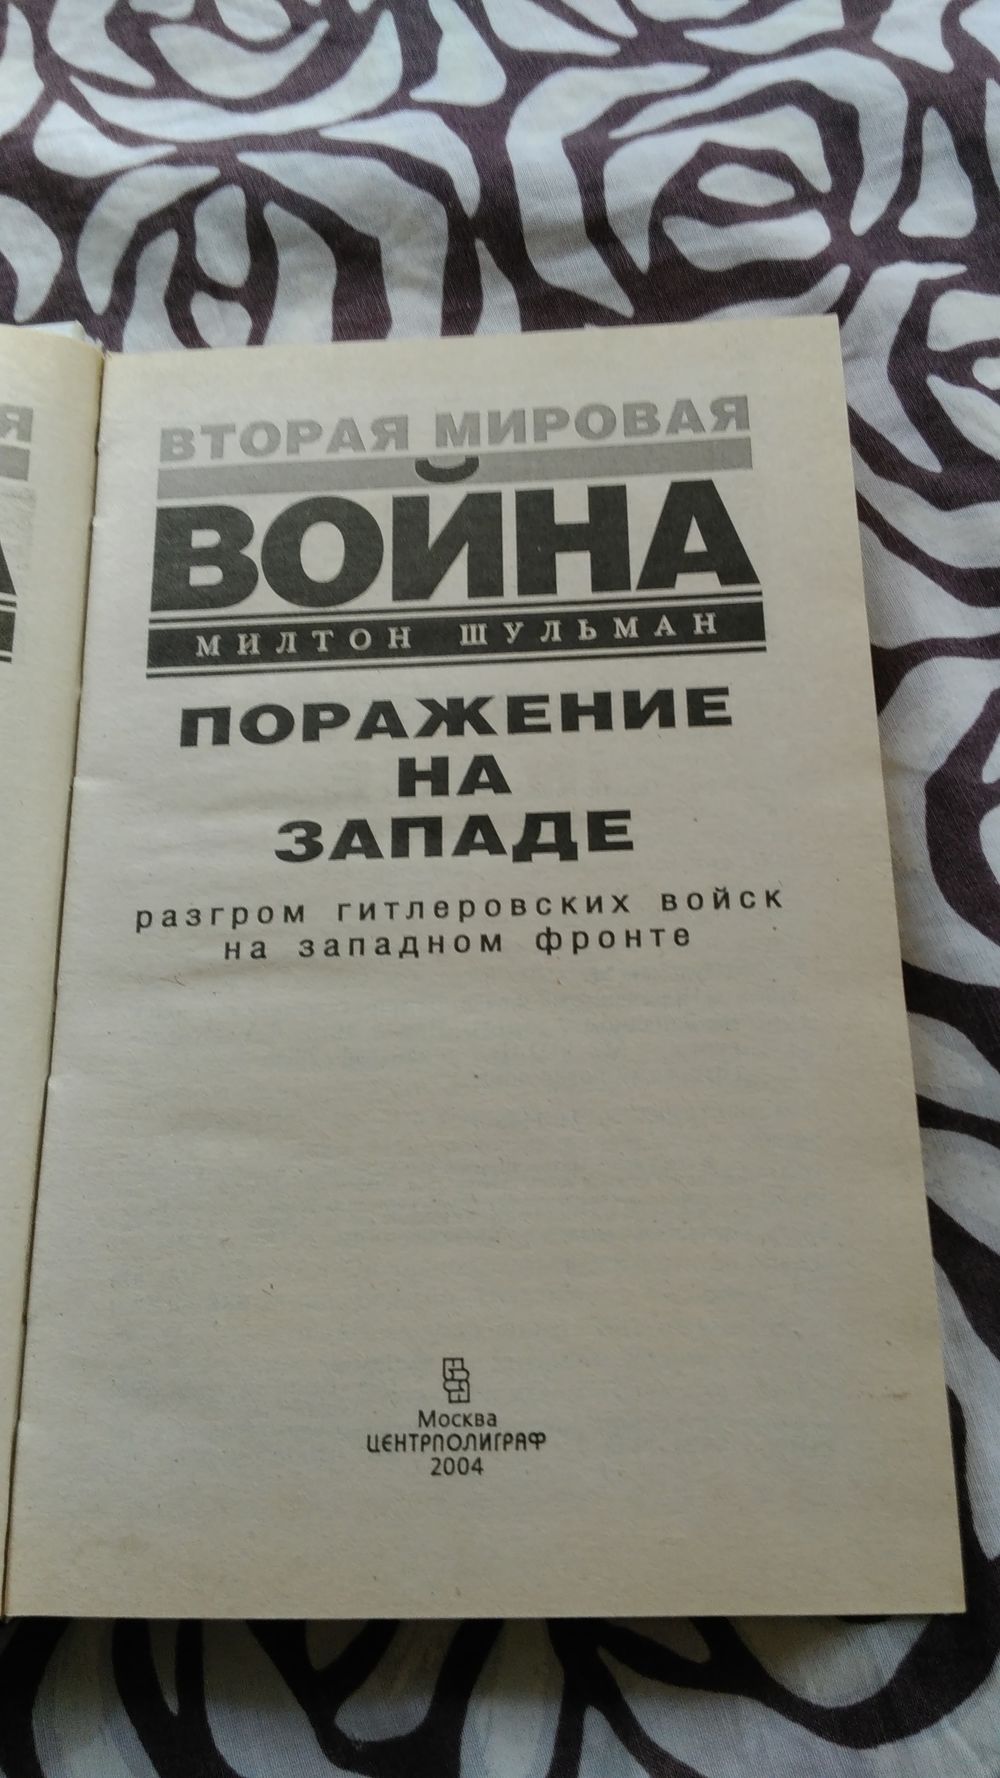 ВТОРАЯ МИРОВАЯ
ВОЙНА
МИЛТОН ШУЛЬМАН
ПОРАЖЕНИЕ
НА
ЗАПАДЕ
разгром гитлеровских войск
на западном фронте
Москва
ЦЕНТРПОЛИГРАФ
2004